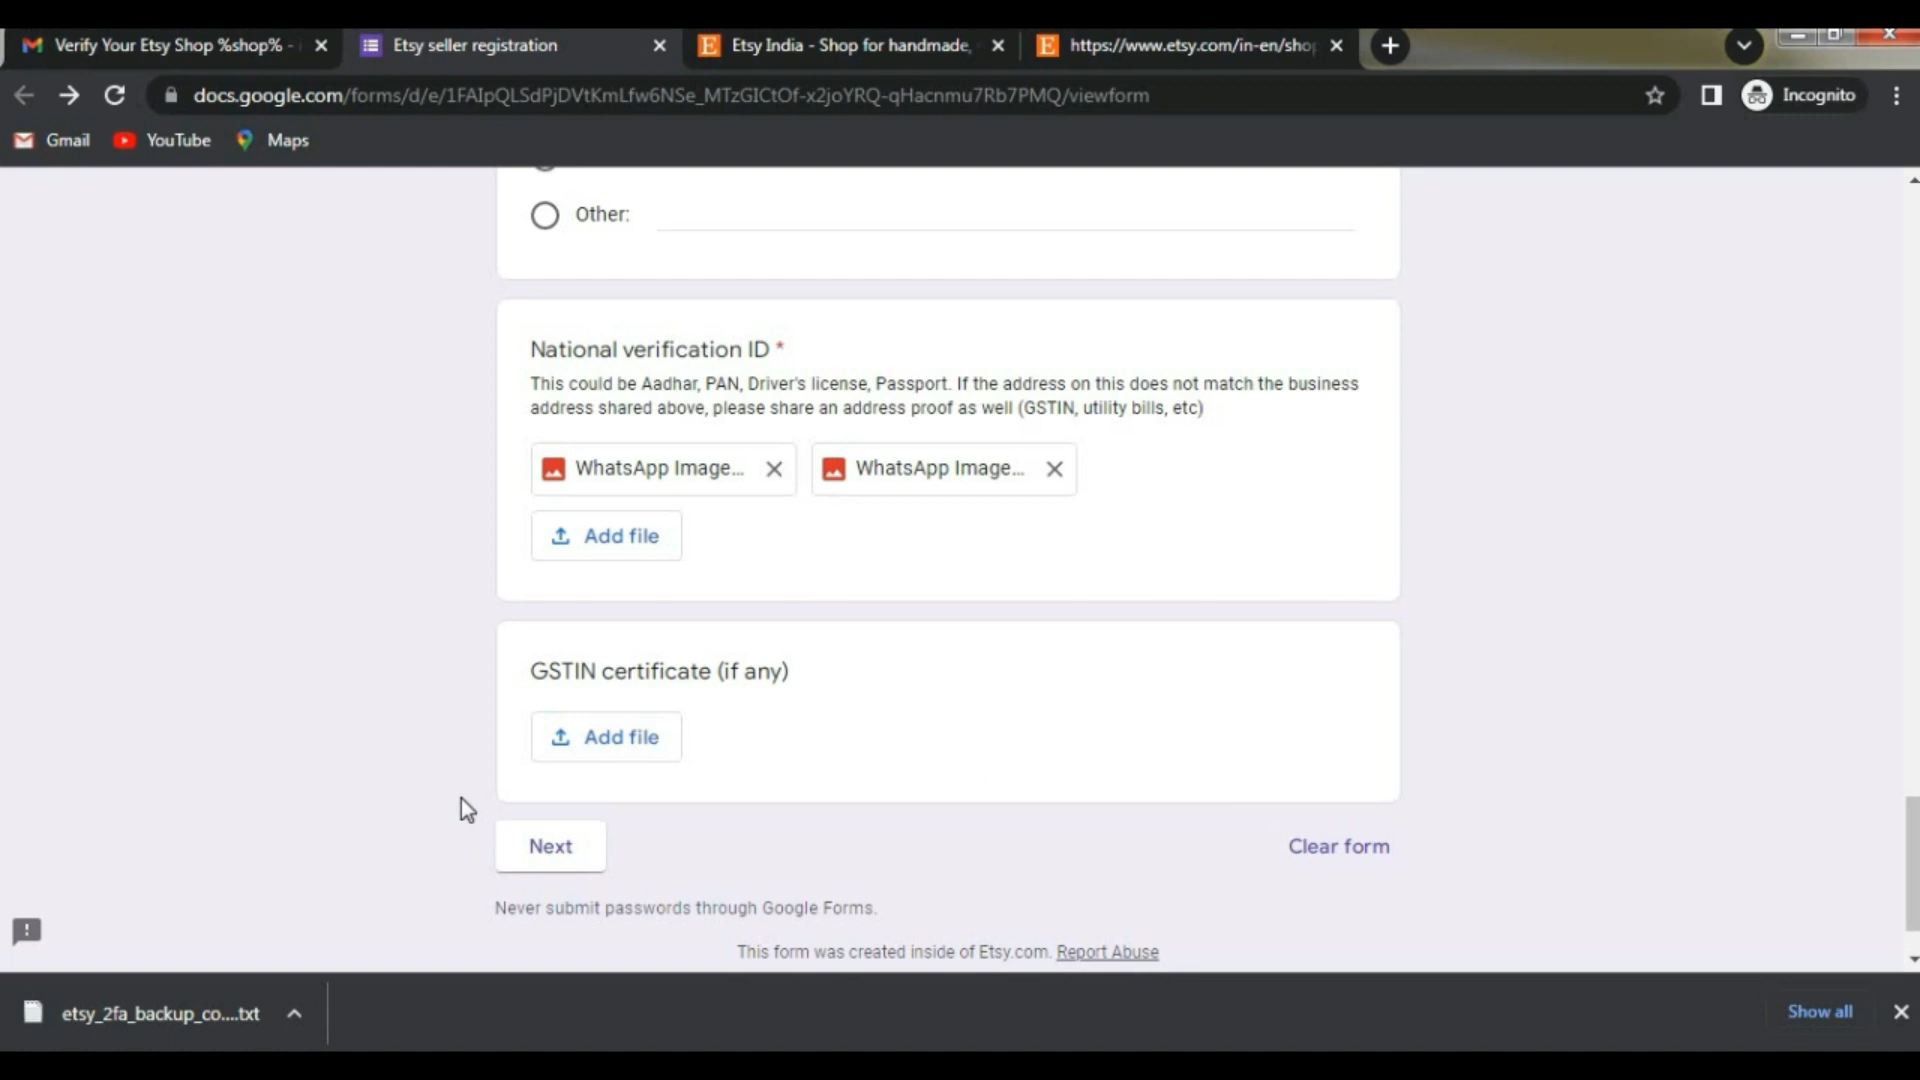 Verify Your Etsy Shop %shop% -
Etsy seller registration
Etsy India - Shop for handmade,
https://www.etsy.com/in-en/sho
docs.google.com/forms/d/e/1FAIpQLSdPjDVtKmLfw6NSe_MTzGICtOf-x2joYRQ-qHacnmu7Rb7PMQ/viewform
Incognito
Gmail
YouTube
Maps
Other:
National verification ID *
This could be Aadhar, PAN, Driver's license, Passport. If the address on this does not match the business
address shared above, please share an address proof as well (GSTIN, utility bills, etc)
WhatsApp Image...
WhatsApp Image...
Add file
GSTIN certificate (if any)
Add file
Next
Clear form
Never submit passwords through Google Forms.
This form was created inside of Etsy.com. Report Abuse
etsy_2fa_backup_co....txt
Show all